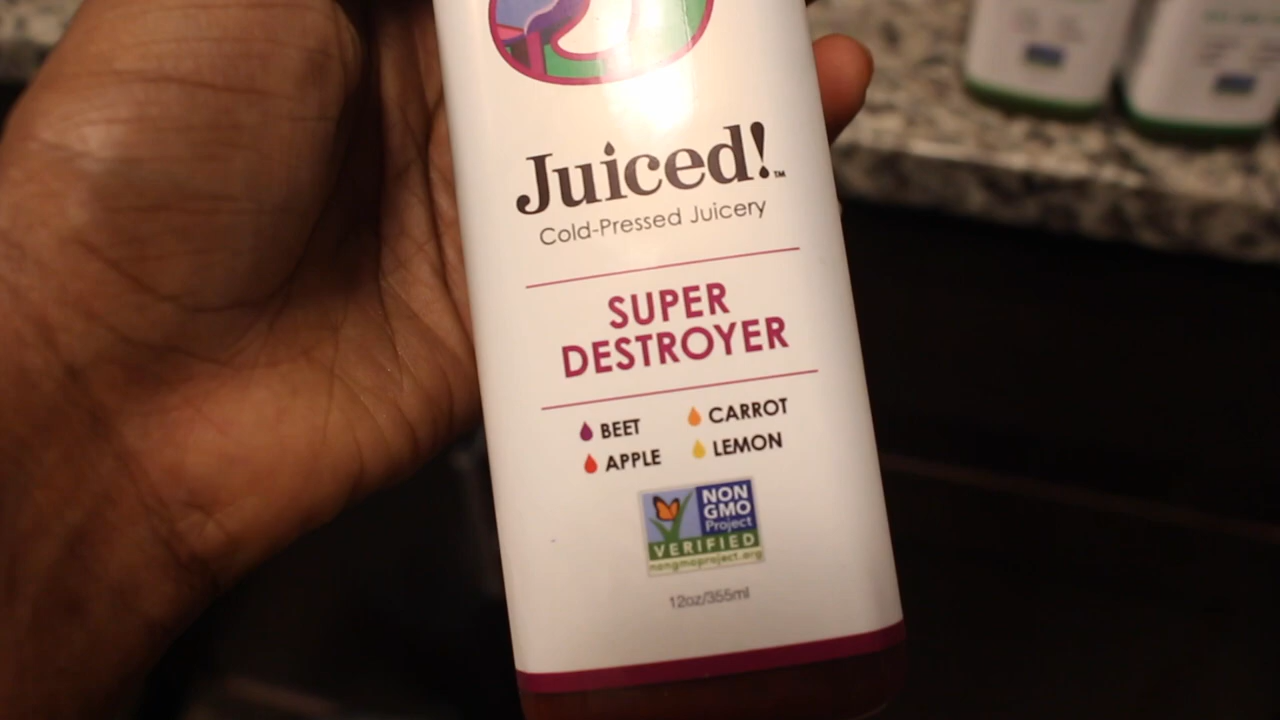 Juiced!™
Cold-Pressed Juicery
SUPER
DESTROYER
BEET
CARROT
APPLE
LEMON
NON
GMO
Project
VERIFIED
nongmoproject.org
12oz/355ml